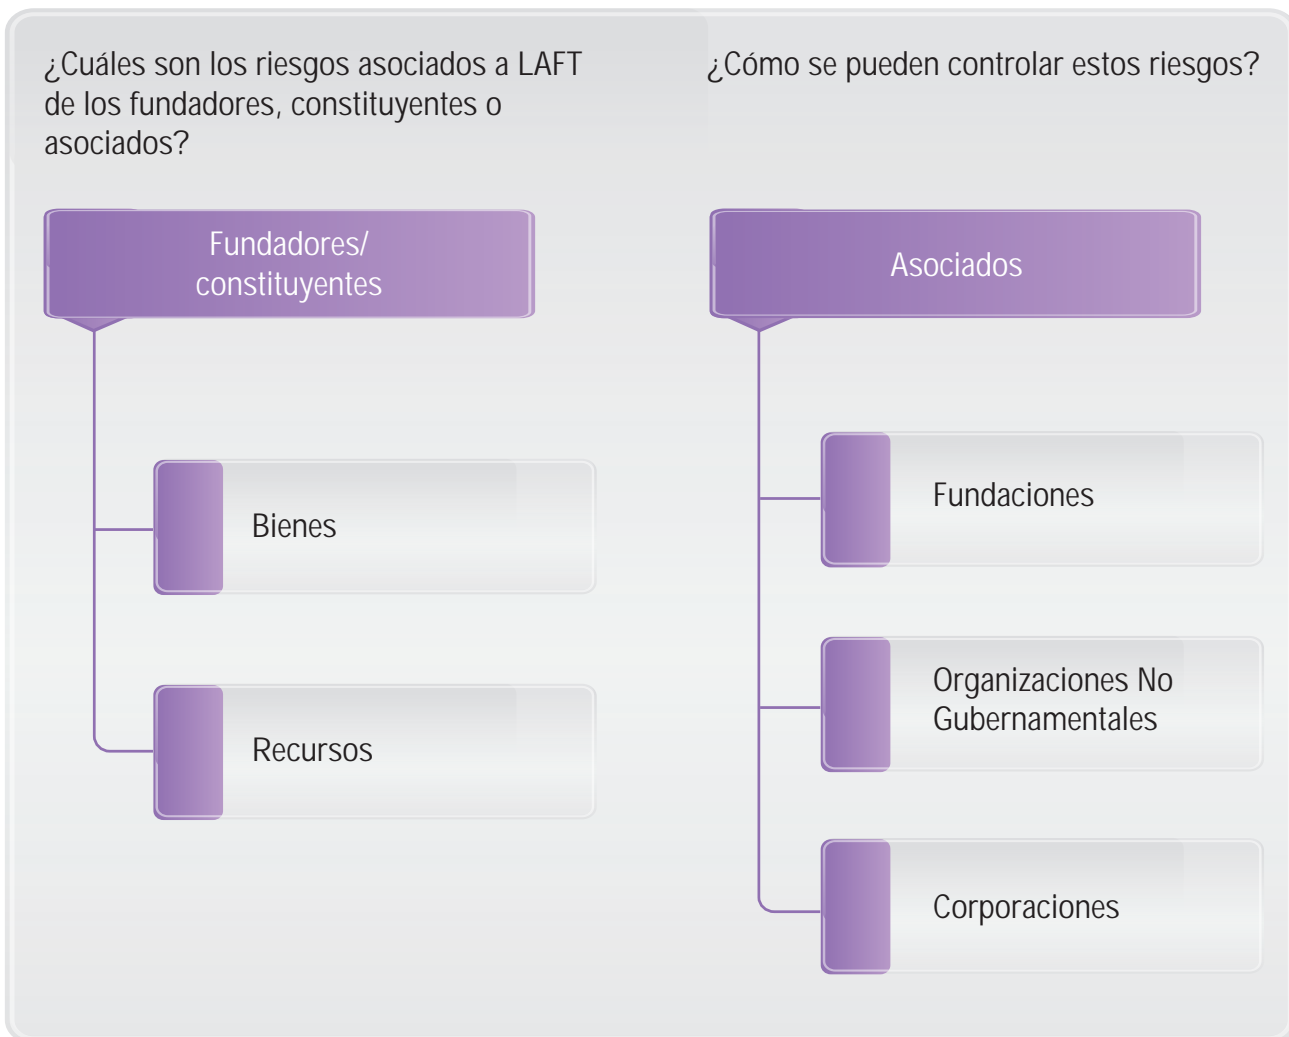 ¿Cuáles son los riesgos asociados a LAFT
de los fundadores, constituyentes o
asociados?
¿Cómo se pueden controlar estos riesgos?
Fundadores/
constituyentes
Bienes
Recursos
Asociados
Fundaciones
Organizaciones No
Gubernamentales
Corporaciones